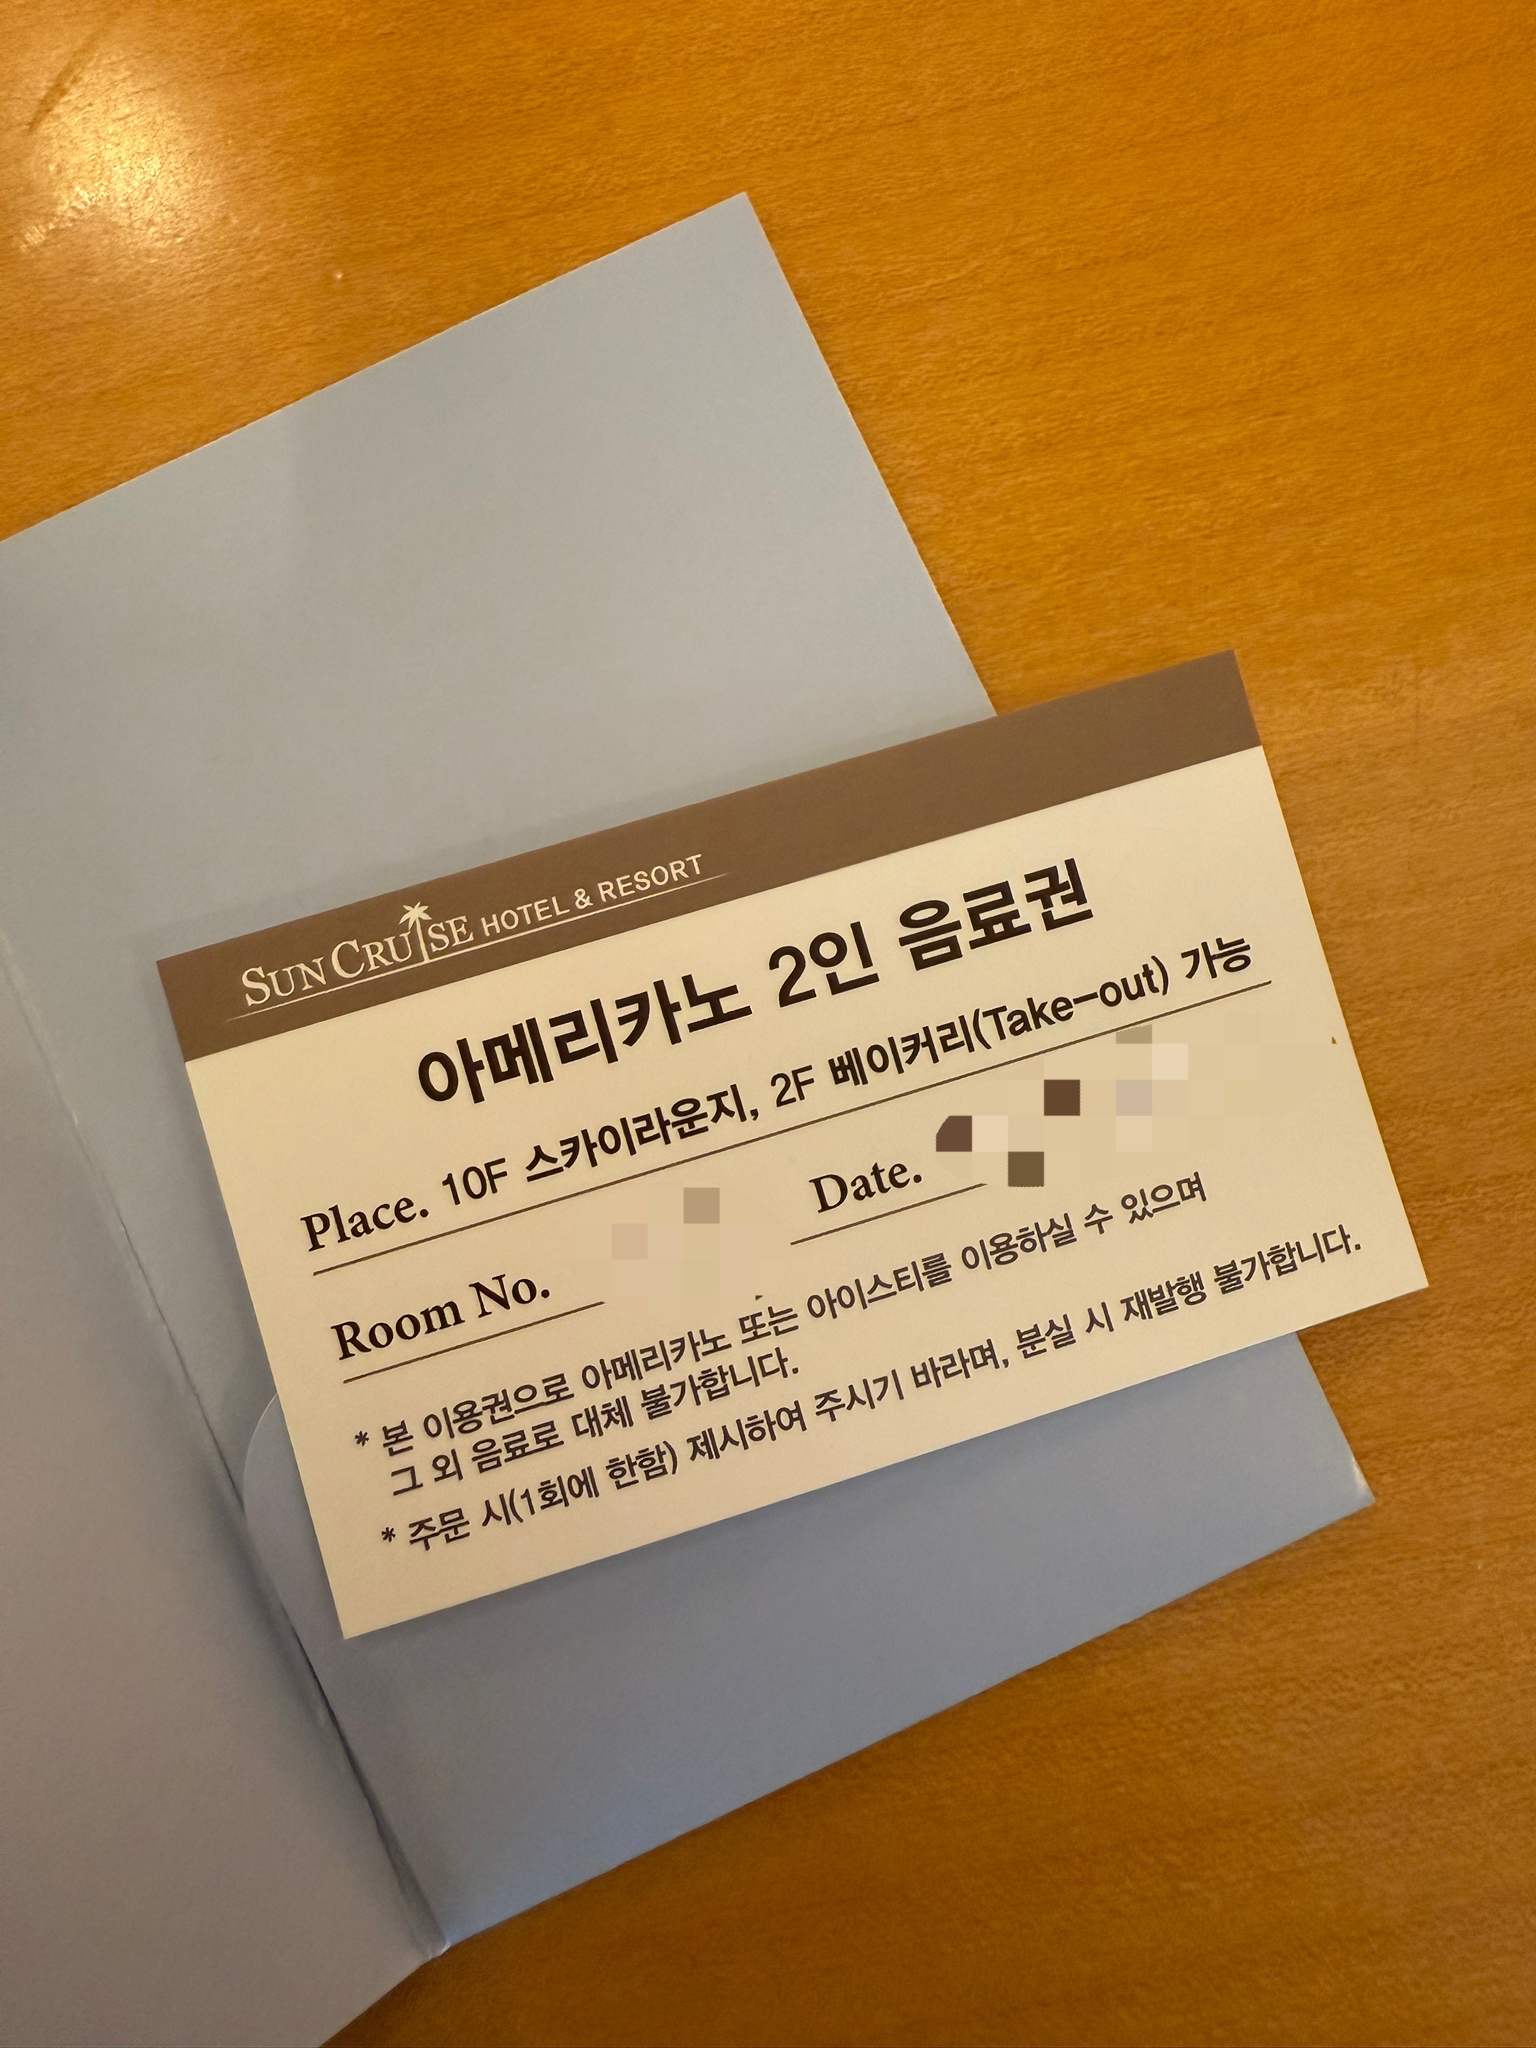 SUN CRUISE HOTEL & RESORT
아메리카노 2인 음료권
Place. 10F 스카이라운지, 2F 베이커리(Take-out) 가능
Room No. Date.
* 본 이용권으로 아메리카노 또는 아이스티를 이용하실 수 있으며
그 외 음료로 대체 불가합니다.
* 주문 시(1회에 한함) 제시하여 주시기 바라며, 분실 시 재발행 불가합니다.